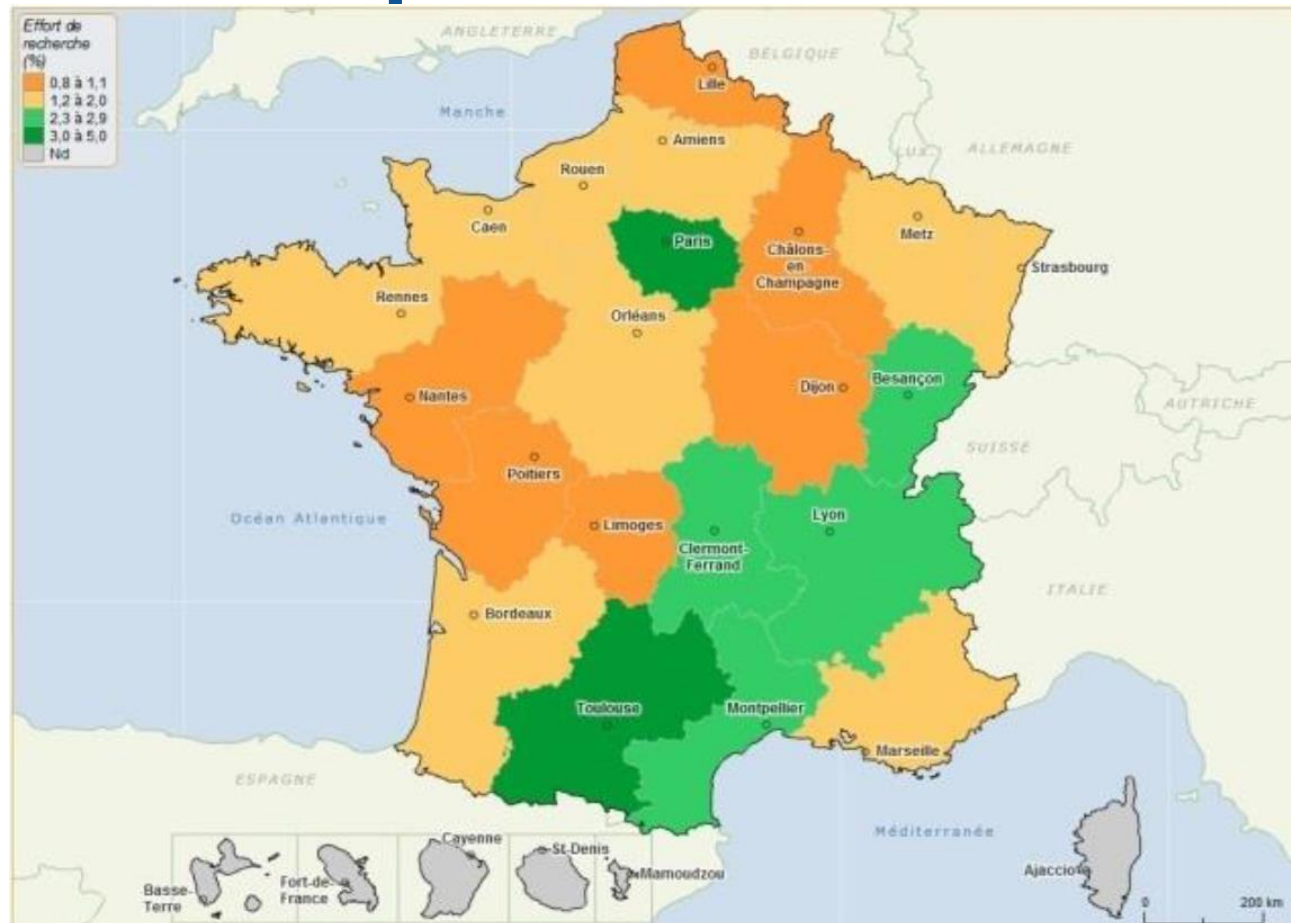 Effort de
recherche
(%)
0,8 à 1,1
1,2 à 2,0
2,3 à 2,9
3,0 à 5,0
Nd
ANGLETERRE
BELGIQUE
Lille
Manche
Amiens
LUX.
ALLEMAGNE
Rouen
Caen
Paris
Châlons-
en
Champagne
Metz
Strasbourg
Rennes
Orléans
Nantes
Dijon
Besançon
AUTRICHE
SUISSE
Poitiers
Océan Atlantique
Limoges
Clermont-
Ferrand
Lyon
ITALIE
Bordeaux
Toulouse
Montpellier
Marseille
ESPAGNE
Méditerranée
Basse-
Terre
Fort-de-
France
Cayenne
St-Denis
Mamoudzou
Ajaccio
0
200 km